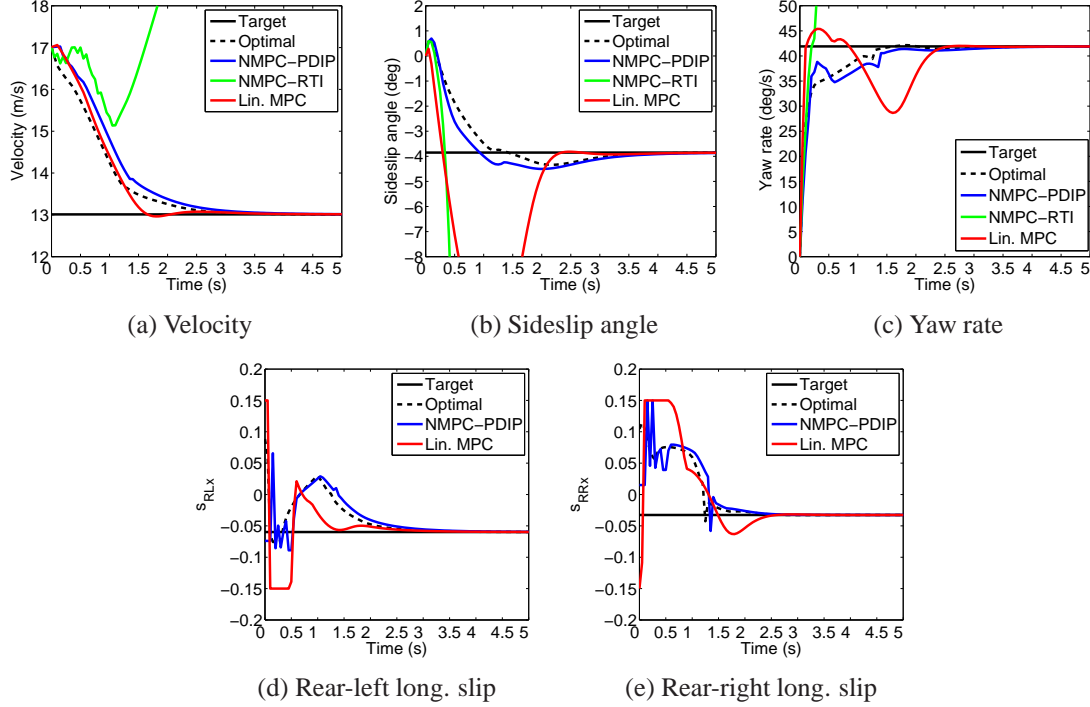 17
16
15
14
13
12
Velocity (m/s)
Target
Optimal
NMPC−PDIP
NMPC−RTI
Lin. MPC
0 0.5 1 1.5 2 2.5 3 3.5 4 4.5 5
Time (s)
(a) Velocity
2
1
0
−1
−2
−3
−4
−5
−6
−7
−8
Sideslip angle (deg)
Target
Optimal
NMPC−PDIP
NMPC−RTI
Lin. MPC
0 0.5 1 1.5 2 2.5 3 3.5 4 4.5 5
Time (s)
(b) Sideslip angle
50
45
40
35
30
25
20
15
10
5
0
Yaw rate (deg/s)
Target
Optimal
NMPC−PDIP
NMPC−RTI
Lin. MPC
0 0.5 1 1.5 2 2.5 3 3.5 4 4.5 5
Time (s)
(c) Yaw rate
0.2
0.15
0.1
0.05
0
−0.05
−0.1
−0.15
−0.2
sRLx
Target
Optimal
NMPC−PDIP
Lin. MPC
0 0.5 1 1.5 2 2.5 3 3.5 4 4.5 5
Time (s)
(d) Rear-left long. slip
0.2
0.15
0.1
0.05
0
−0.05
−0.1
−0.15
−0.2
sRRx
Target
Optimal
NMPC−PDIP
Lin. MPC
0 0.5 1 1.5 2 2.5 3 3.5 4 4.5 5
Time (s)
(e) Rear-right long. slip